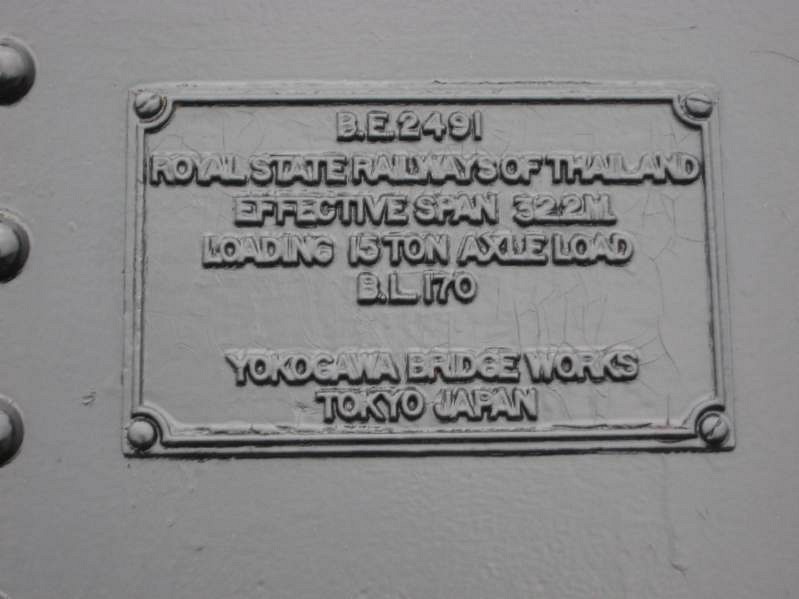 B.E. 2491
ROYAL STATE RAILWAYS OF THAILAND
EFFECTIVE SPAN 32.2 M.
LOADING 15 TON AXLE LOAD
B.L. 170
YOKOGAWA BRIDGE WORKS
TOKYO JAPAN